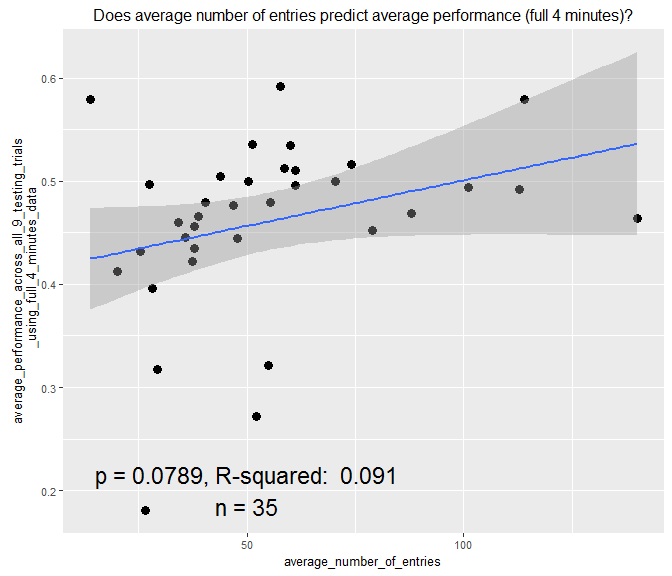 Does average number of entries predict average performance (full 4 minutes)?
average_performance_across_all_9_testing_trials
_using_full_4_minutes_data
0.6
0.5
0.4
0.3
0.2
p = 0.0789, R-squared:  0.091
n = 35
50
100
average_number_of_entries